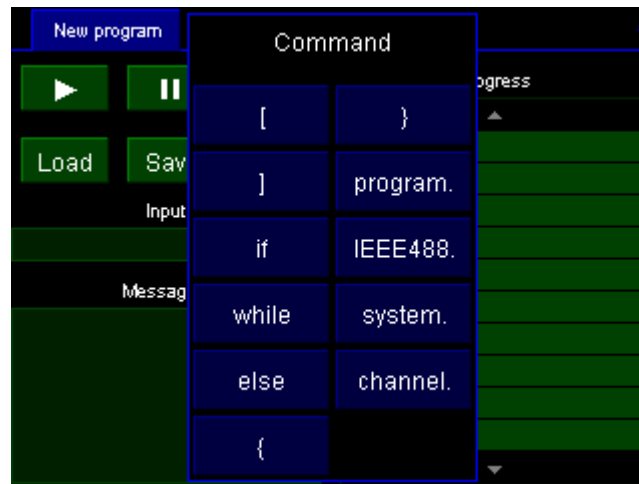 New program
Command
ogress
[ }
Load Sav
] program.
Input
if IEEE488.
Messag
while system.
else channel.
{